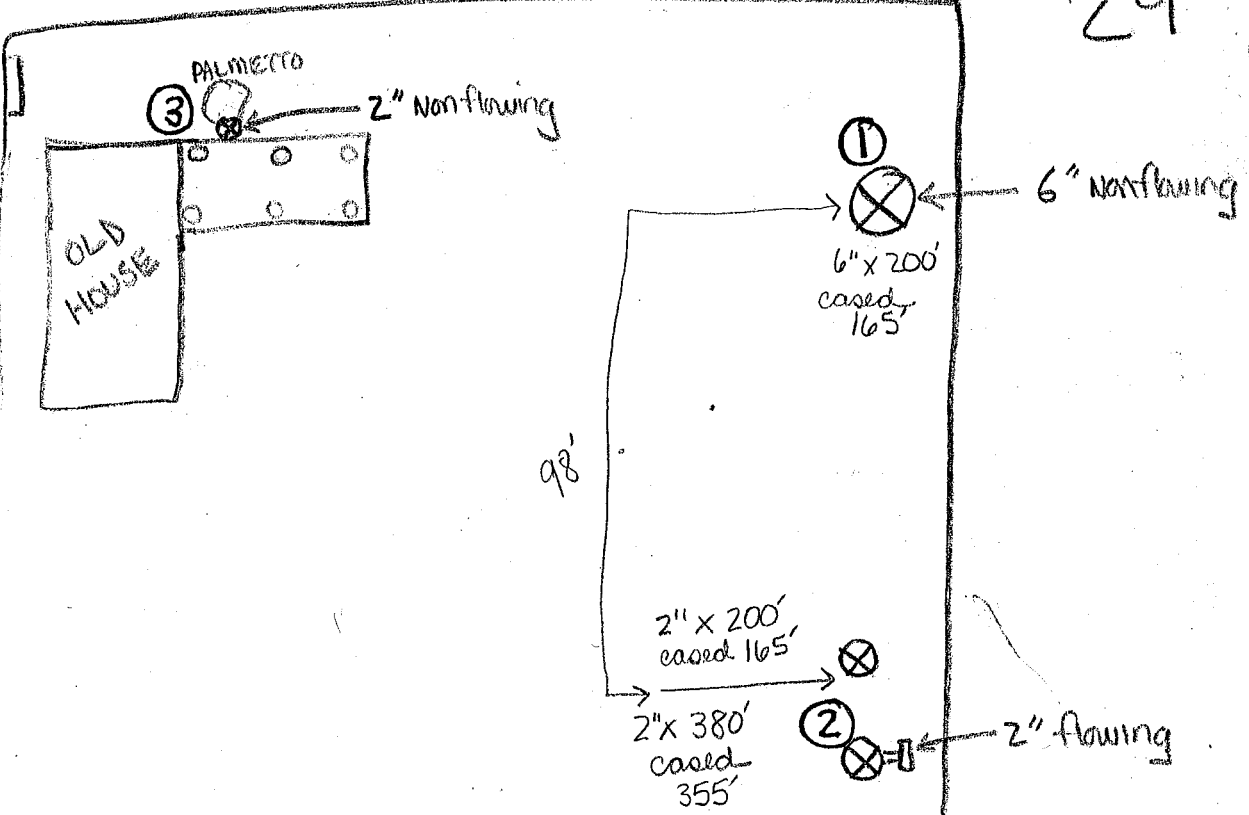 29
PALMETTO
③
2" Nonflowing
①
6" Nonflowing
6" x 200'
cased
165'
OLD
HOUSE
98'
2" x 200'
cased 165'
2" x 380'
cased
355'
②
2" flowing